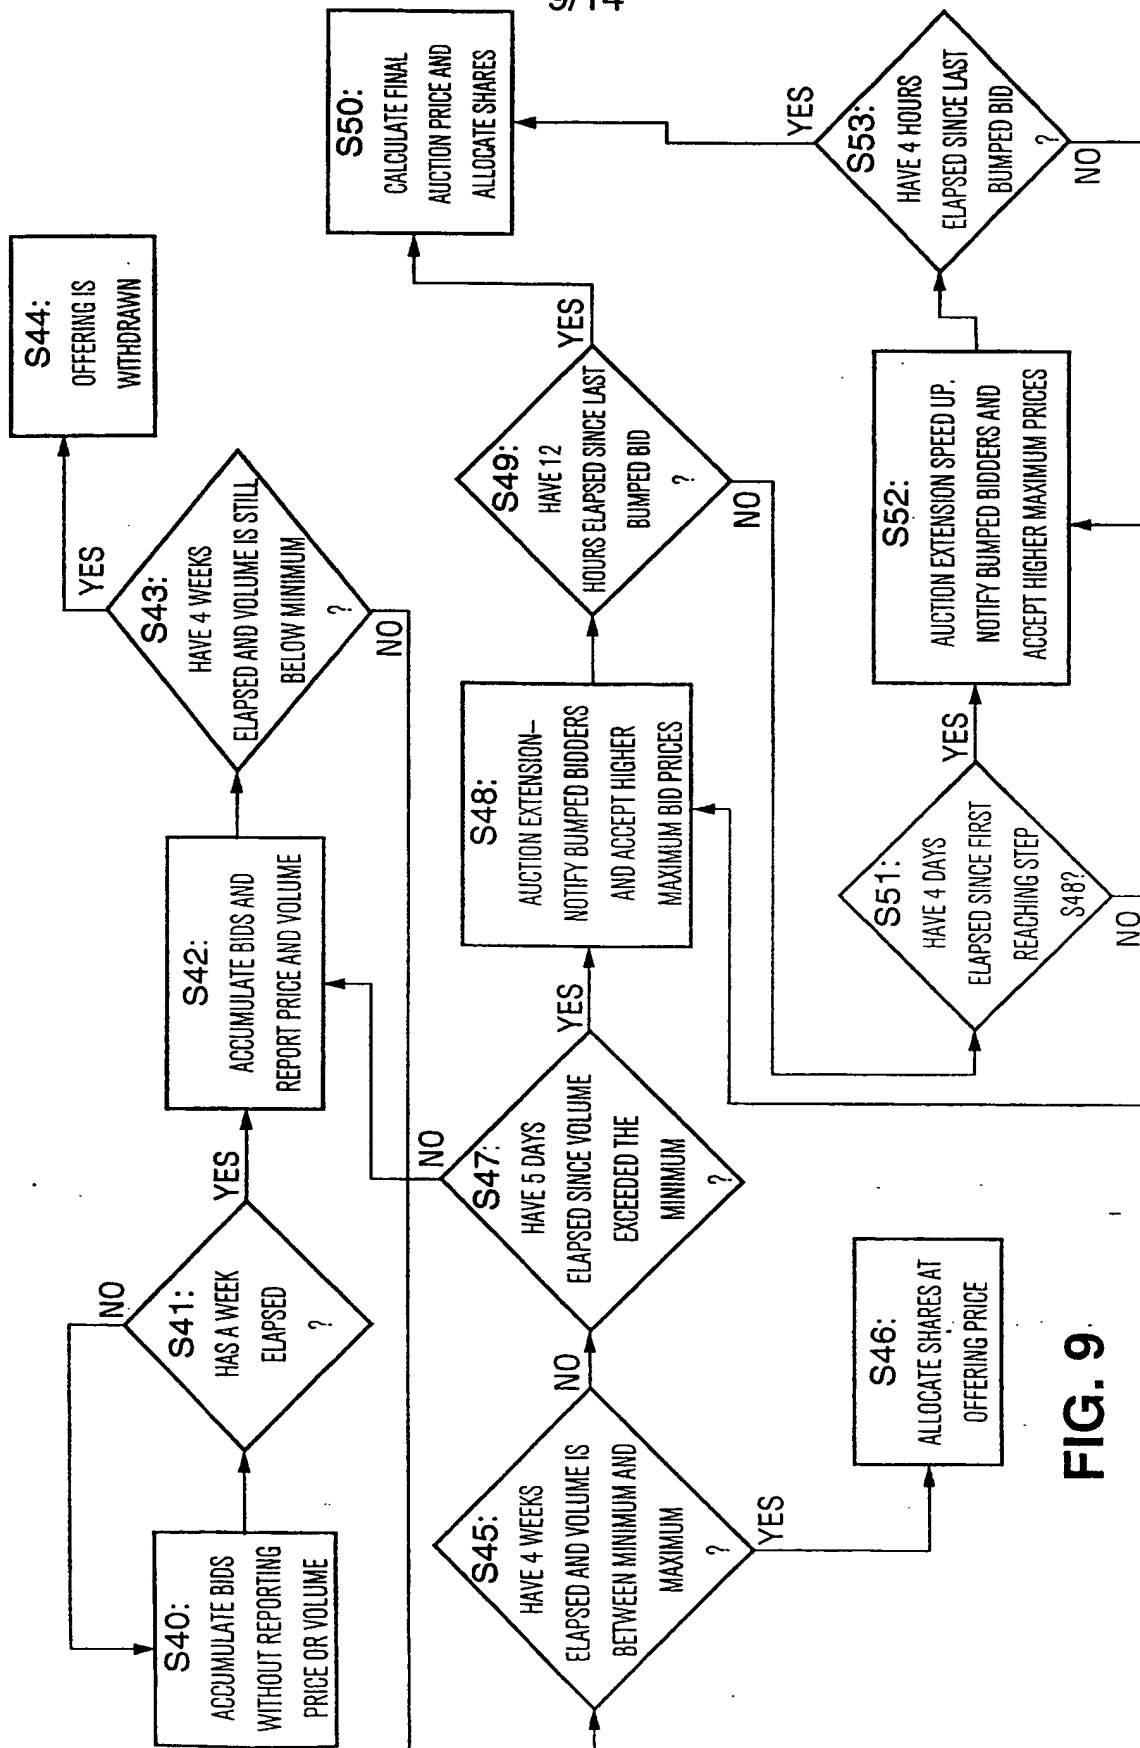 9/14
S40:
ACCUMULATE BIDS
WITHOUT REPORTING
PRICE OR VOLUME
S41:
HAS A WEEK
ELAPSED
?
NO
YES
S42:
ACCUMULATE BIDS AND
REPORT PRICE AND VOLUME
S43:
HAVE 4 WEEKS
ELAPSED AND VOLUME IS STILL
BELOW MINIMUM
?
YES
NO
S44:
OFFERING IS
WITHDRAWN
S45:
HAVE 4 WEEKS
ELAPSED AND VOLUME IS
BETWEEN MINIMUM AND
MAXIMUM
?
NO
YES
S46:
ALLOCATE SHARES AT
OFFERING PRICE
S47:
HAVE 5 DAYS
ELAPSED SINCE VOLUME
EXCEEDED THE
MINIMUM
?
NO
YES
S48:
AUCTION EXTENSION–
NOTIFY BUMPED BIDDERS
AND ACCEPT HIGHER
MAXIMUM BID PRICES
S49:
HAVE 12
HOURS ELAPSED SINCE LAST
BUMPED BID
?
YES
NO
S50:
CALCULATE FINAL
AUCTION PRICE AND
ALLOCATE SHARES
S51:
HAVE 4 DAYS
ELAPSED SINCE FIRST
REACHING STEP
S48?
YES
NO
S52:
AUCTION EXTENSION SPEED UP.
NOTIFY BUMPED BIDDERS AND
ACCEPT HIGHER MAXIMUM PRICES
S53:
HAVE 4 HOURS
ELAPSED SINCE LAST
BUMPED BID
?
YES
NO
FIG. 9